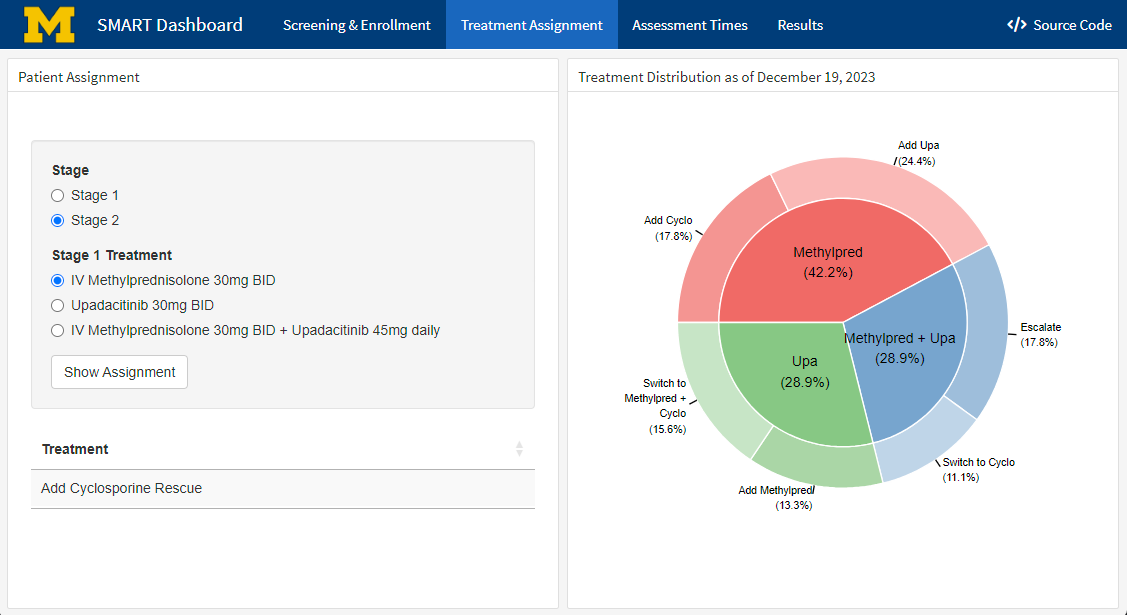 M SMART Dashboard Screening & Enrollment Treatment Assignment Assessment Times Results </> Source Code
Patient Assignment
Stage
Stage 1
Stage 2
Stage 1 Treatment
IV Methylprednisolone 30mg BID
Upadacitinib 30mg BID
IV Methylprednisolone 30mg BID + Upadacitinib 45mg daily
Show Assignment
Treatment
Add Cyclosporine Rescue
Treatment Distribution as of December 19, 2023
Add Upa
(24.4%)
Add Cyclo
(17.8%)
Methylpred
(42.2%)
Methylpred + Upa
(28.9%)
Escalate
(17.8%)
Upa
(28.9%)
Switch to
Methylpred +
Cyclo
(15.6%)
Switch to Cyclo
(11.1%)
Add Methylpred
(13.3%)